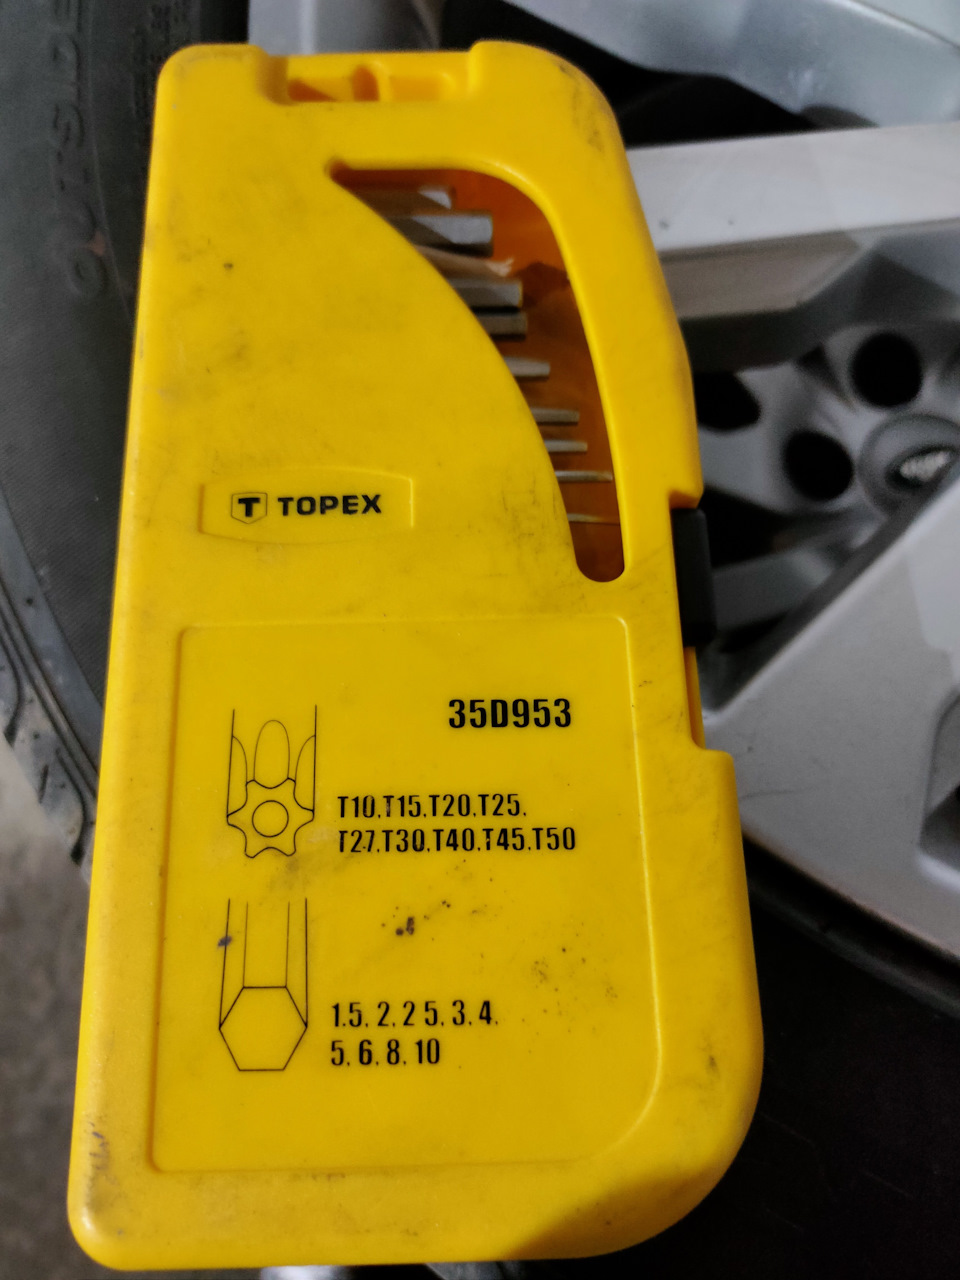 TOPEX
35D953
T10,T15,T20,T25,
T27,T30,T40,T45,T50
1.5, 2, 2 5, 3, 4,
5, 6, 8, 10